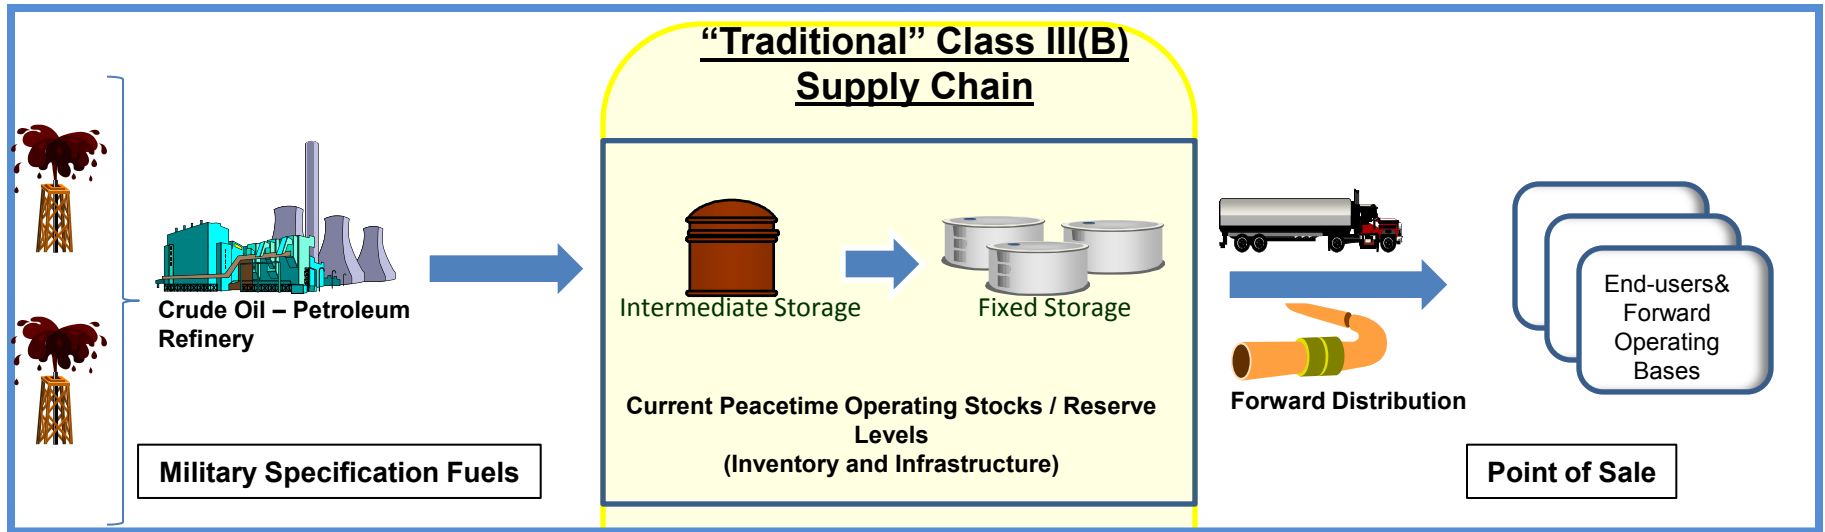 “Traditional” Class III(B)
Supply Chain
Crude Oil – Petroleum
Refinery
Military Specification Fuels
Intermediate Storage
Fixed Storage
Current Peacetime Operating Stocks / Reserve
Levels
(Inventory and Infrastructure)
Forward Distribution
End-users&
Forward
Operating
Bases
Point of Sale